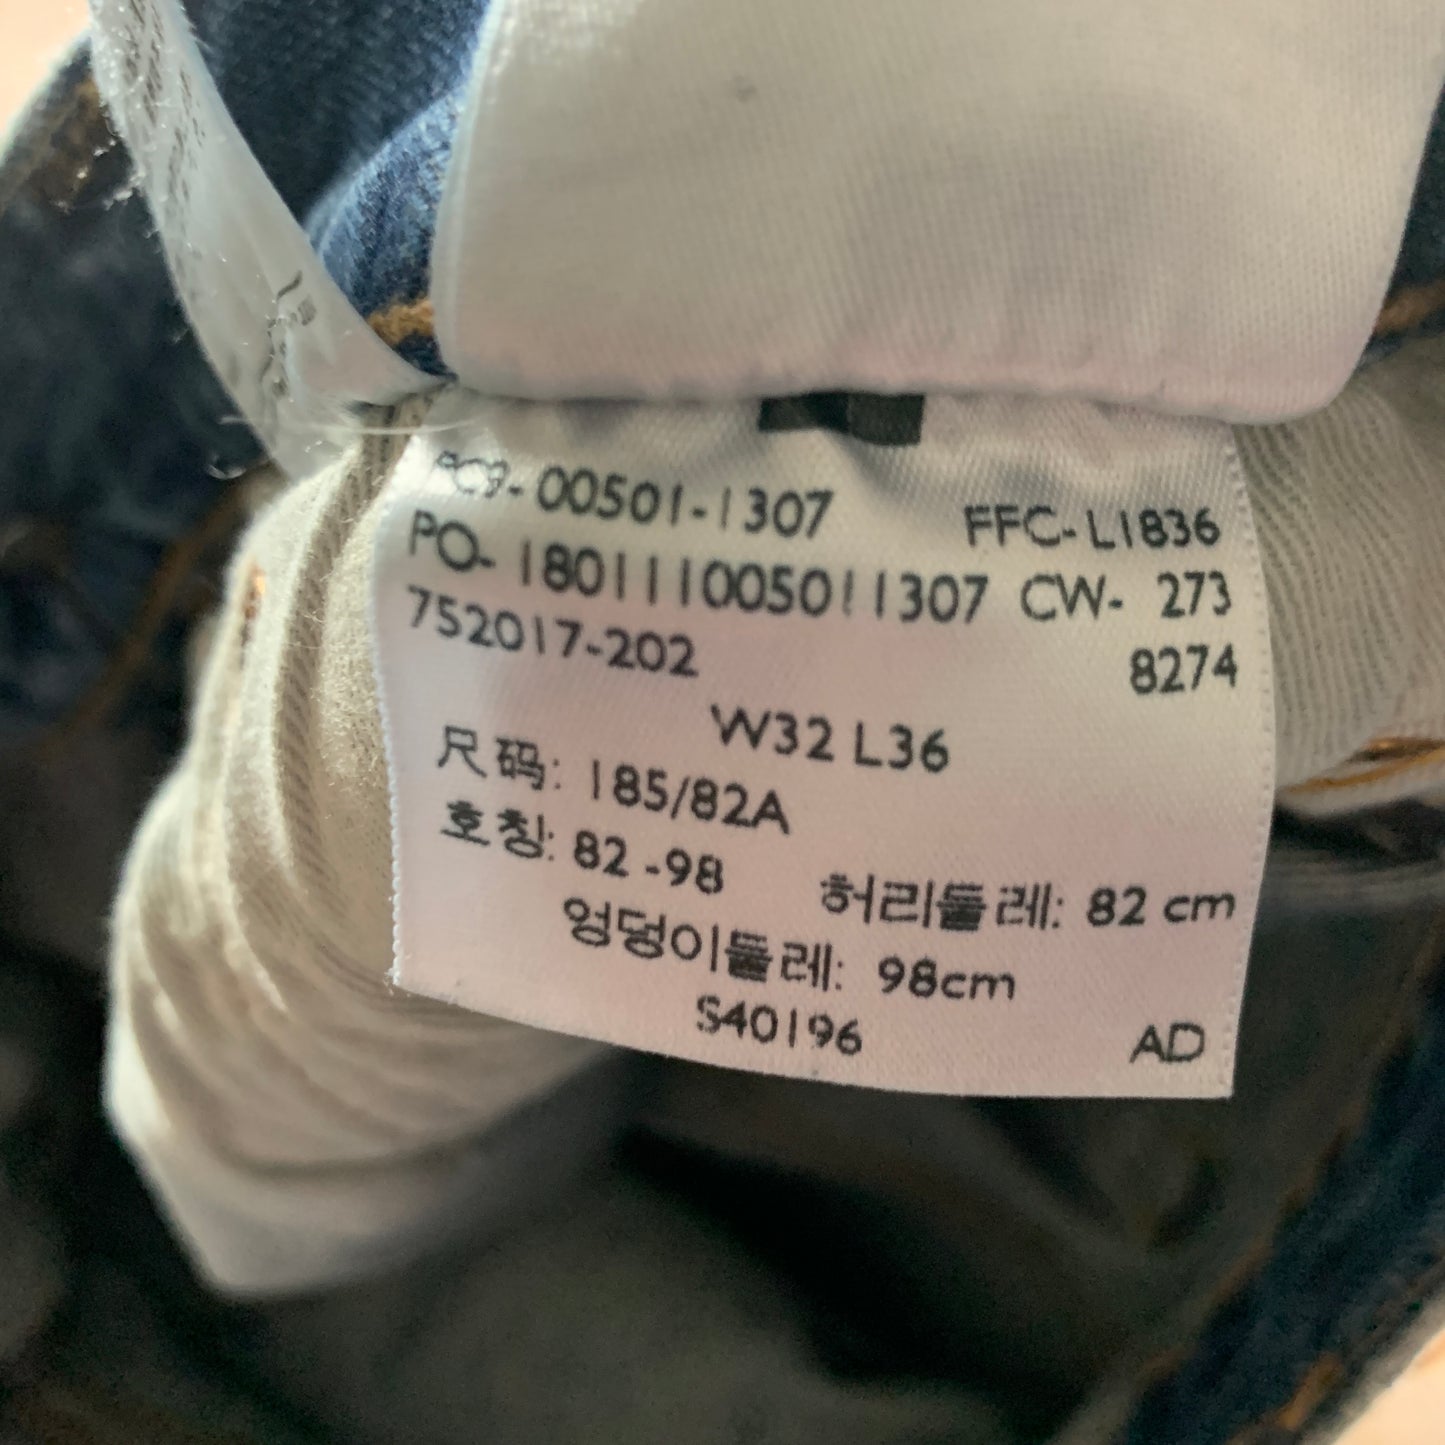 PC9-00501-1307 FFC-L1836
PO-180111005011307 CW- 273
752017-202 8274
W32 L36
尺码: 185/82A
호칭: 82 -98 허리둘레: 82 cm
엉덩이둘레: 98cm
S40196 AD